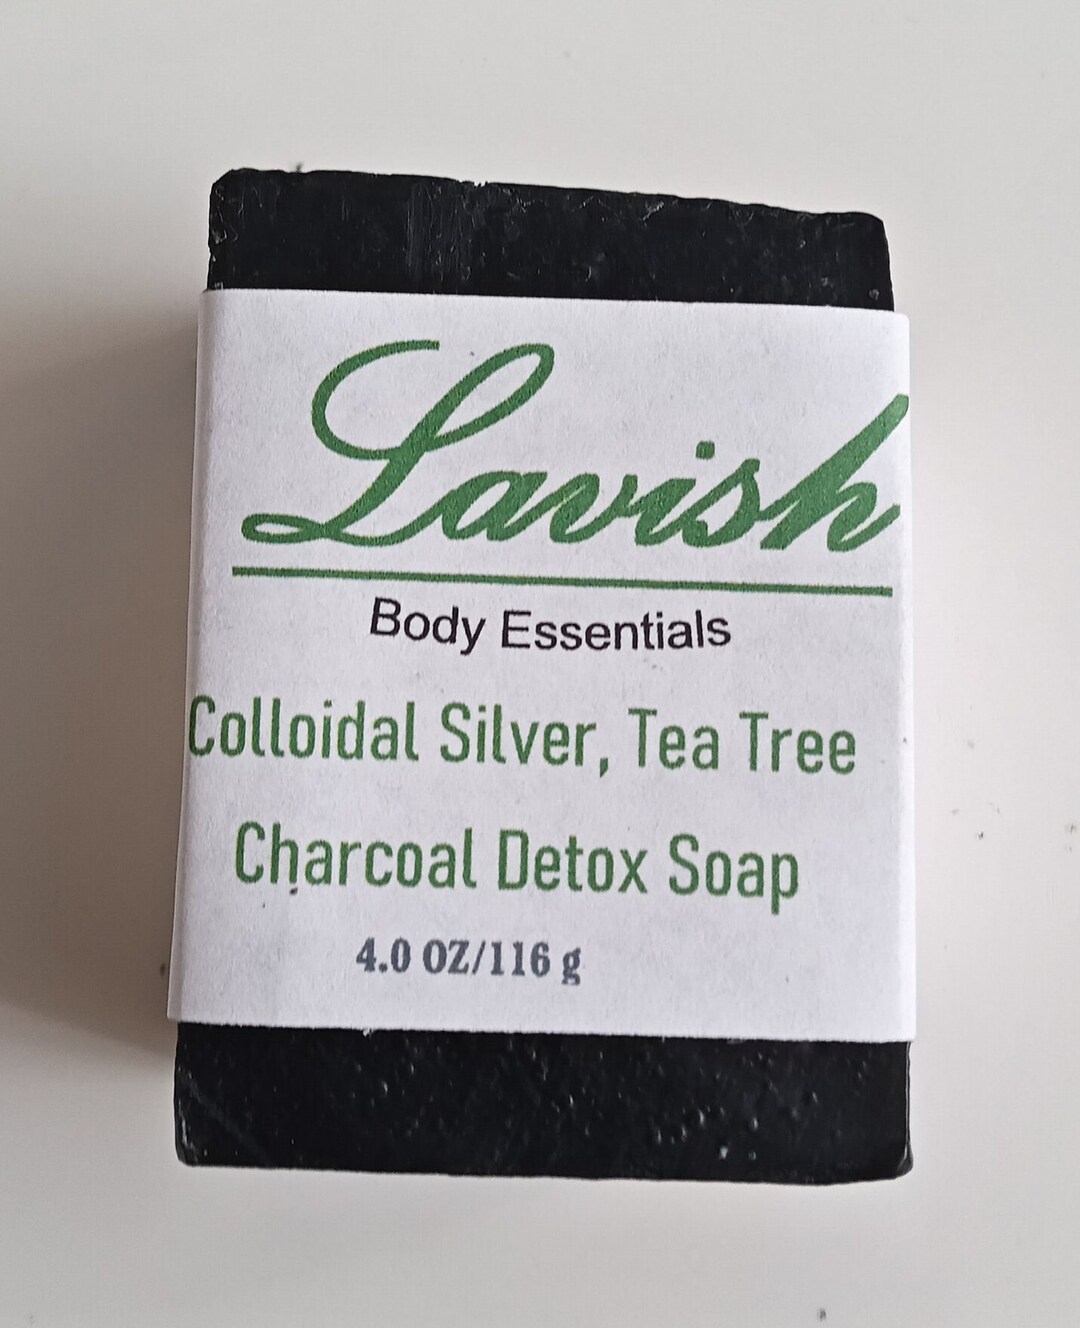 Lavish
Body Essentials
Colloidal Silver, Tea Tree
Charcoal Detox Soap
4.0 OZ/116 g